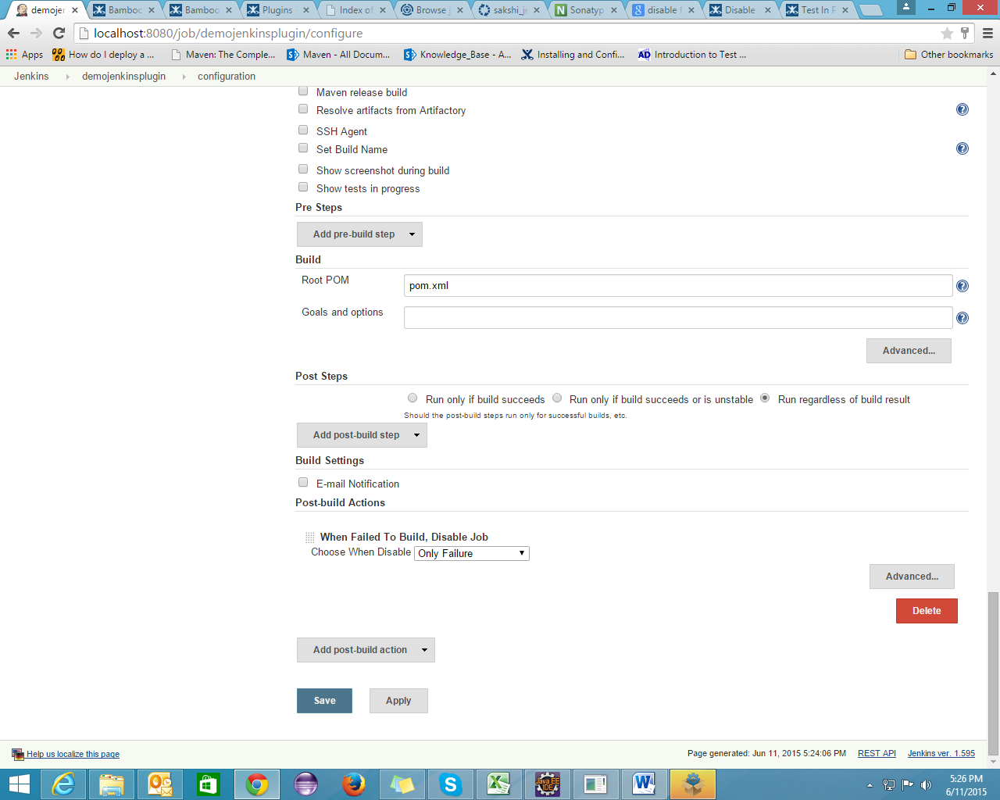 demojen
Bamboo
Bamboo
Plugins
Index of
Browse
sakshi_j
Sonatyp
disable f
Disable
Test In P
localhost:8080/job/demojenkinsplugin/configure
Apps How do I deploy a ... Maven: The Comple... Maven - All Docum... Knowledge_Base - A... Installing and Confi... AD Introduction to Test ... Other bookmarks
Jenkins demojenkinsplugin configuration
Maven release build
Resolve artifacts from Artifactory
SSH Agent
Set Build Name
Show screenshot during build
Show tests in progress
Pre Steps
Add pre-build step
Build
Root POM pom.xml
Goals and options
Advanced...
Post Steps
Run only if build succeeds Run only if build succeeds or is unstable Run regardless of build result
Should the post-build steps run only for successful builds, etc.
Add post-build step
Build Settings
E-mail Notification
Post-build Actions
When Failed To Build, Disable Job
Choose When Disable Only Failure
Advanced...
Delete
Add post-build action
Save Apply
Help us localize this page Page generated: Jun 11, 2015 5:24:06 PM REST API Jenkins ver. 1.595
Java EE
IDE
5:26 PM
6/11/2015